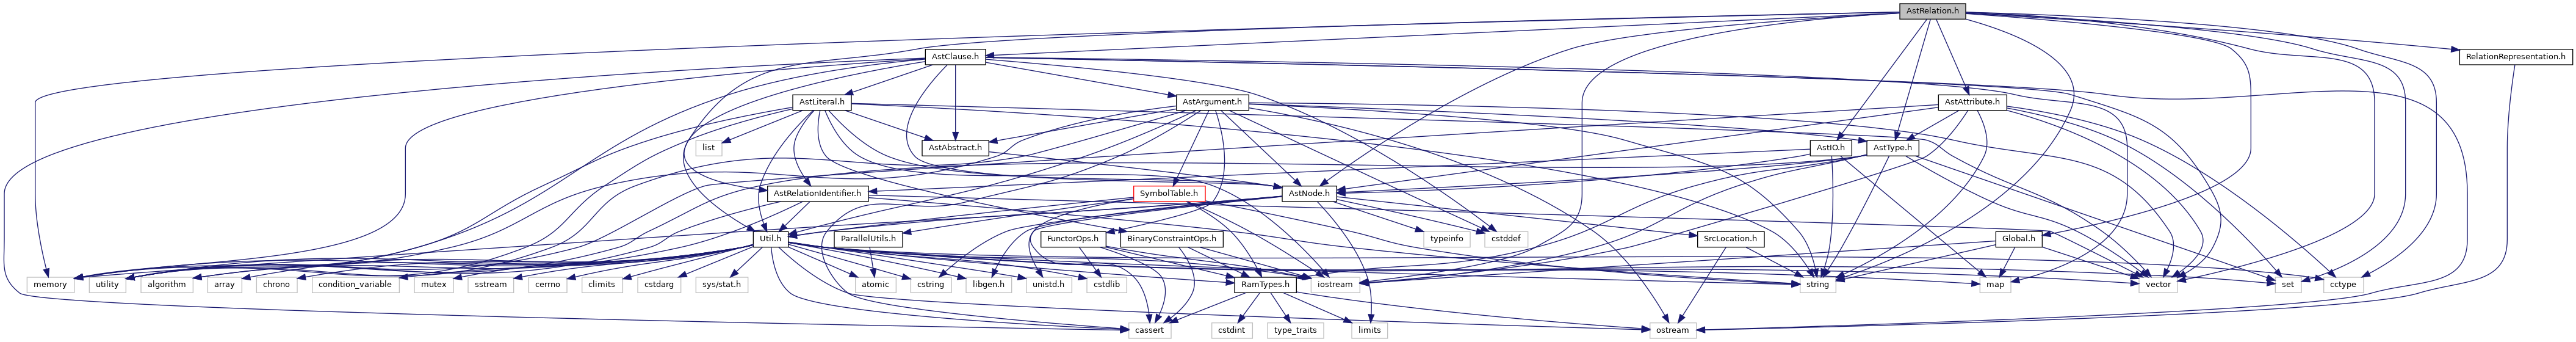 AstRelation.h
AstClause.h
RelationRepresentation.h
AstLiteral.h
AstArgument.h
AstAttribute.h
list
AstAbstract.h
AstIO.h
AstType.h
AstRelationIdentifier.h
SymbolTable.h
AstNode.h
Util.h
ParallelUtils.h
FunctorOps.h
BinaryConstraintOps.h
typeinfo
cstddef
SrcLocation.h
Global.h
memory
utility
algorithm
array
chrono
condition_variable
mutex
sstream
cerrno
climits
cstdarg
sys/stat.h
atomic
cstring
libgen.h
unistd.h
cstdlib
RamTypes.h
iostream
string
map
vector
set
cctype
cassert
cstdint
type_traits
limits
ostream